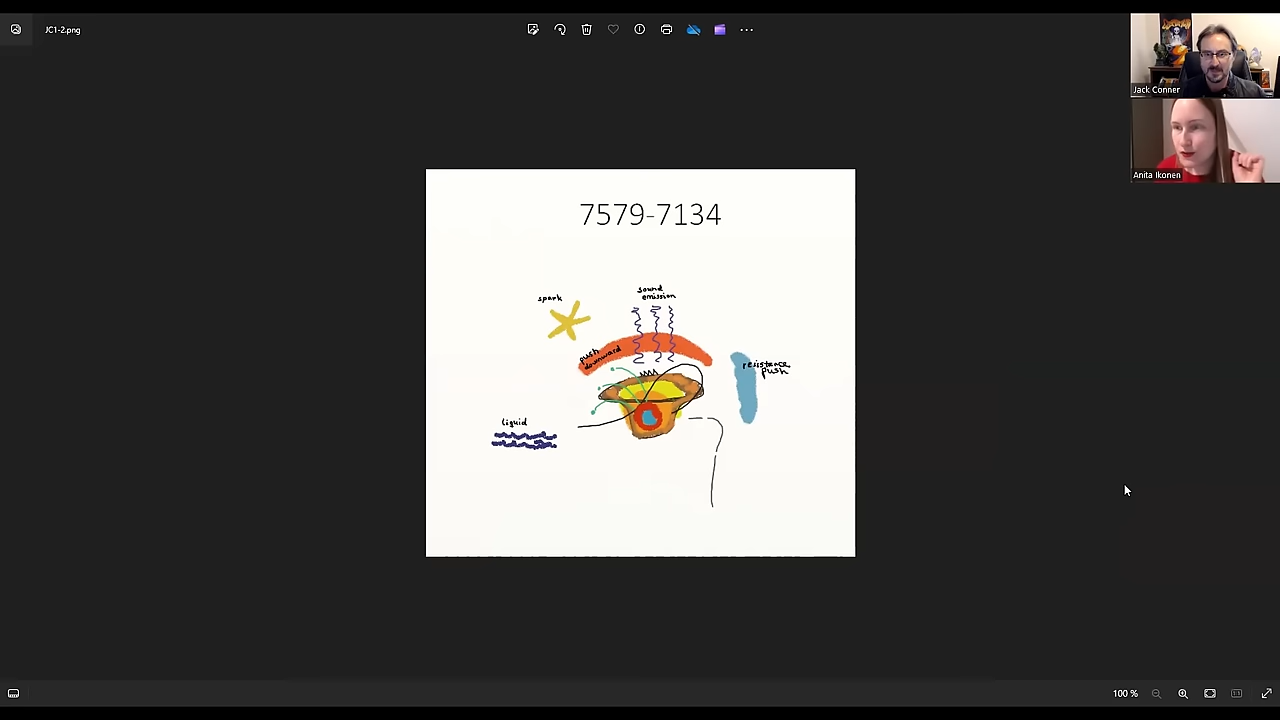 JC1-2.png
Jack Conner
Anita Ikonen
7579-7134
spark
sound
emission
push
downward
resistance
push
liquid
100 %